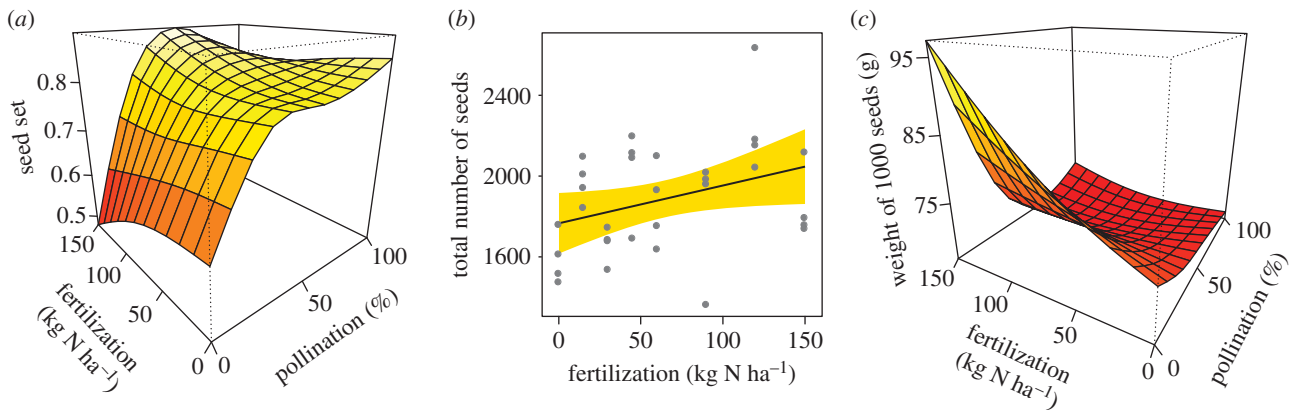 (a)
seed set
0.8
0.7
0.6
0.5
150
100
50
0
fertilization
(kg N ha⁻¹)
0
50
100
pollination (%)
(b)
total number of seeds
2400
2000
1600
0
50
100
150
fertilization (kg N ha⁻¹)
(c)
weight of 1000 seeds (g)
95
85
75
150
100
50
0
fertilization
(kg N ha⁻¹)
0
50
100
pollination (%)